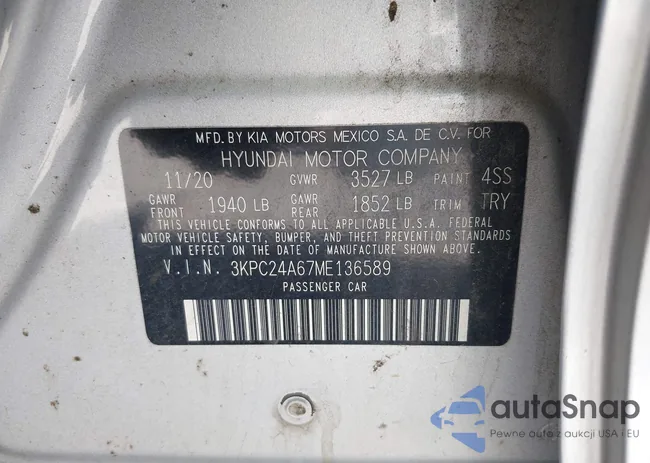 MFD. BY KIA MOTORS MEXICO S.A. DE C.V. FOR
HYUNDAI MOTOR COMPANY
11/20 GVWR 3527 LB PAINT 4SS
GAWR FRONT 1940 LB GAWR REAR 1852 LB TRIM TRY
THIS VEHICLE CONFORMS TO ALL APPLICABLE U.S.A. FEDERAL
MOTOR VEHICLE SAFETY, BUMPER, AND THEFT PREVENTION STANDARDS
IN EFFECT ON THE DATE OF MANUFACTURE SHOWN ABOVE.
V.I.N. 3KPC24A67ME136589
PASSENGER CAR
autoSnap
Pewne auta z aukcji USA i EU